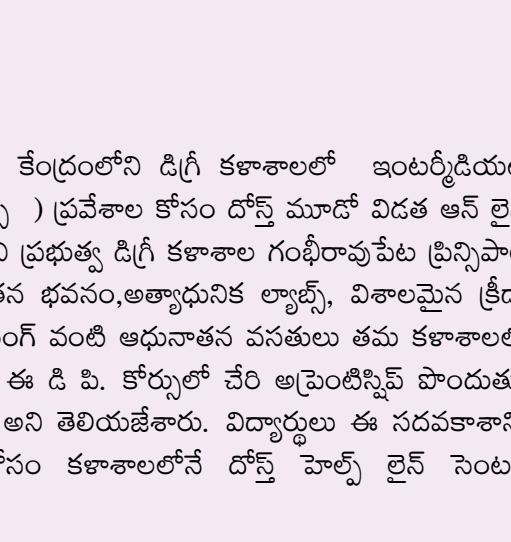 కేంద్రంలోని డిగ్రీ కళాశాలలో ఇంటర్మీడియ
) ప్రవేశాల కోసం దోస్త్ మూడో విడత ఆన్ లై
ప్రభుత్వ డిగ్రీ కళాశాల గంభీరావుపేట ప్రిన్సిపా
తన భవనం,అత్యాధునిక ల్యాబ్స్, విశాలమైన క్రీడ
ంగ్ వంటి ఆధునాతన వసతులు తమ కళాశాలల
ఈ డి పి. కోర్సులో చేరి అప్రెంటిస్షిప్ పొందుతు
అని తెలియజేశారు. విద్యార్థులు ఈ సదవకాశాని
కోసం కళాశాలలోనే దోస్త్ హెల్ప్ లైన్ సెంట